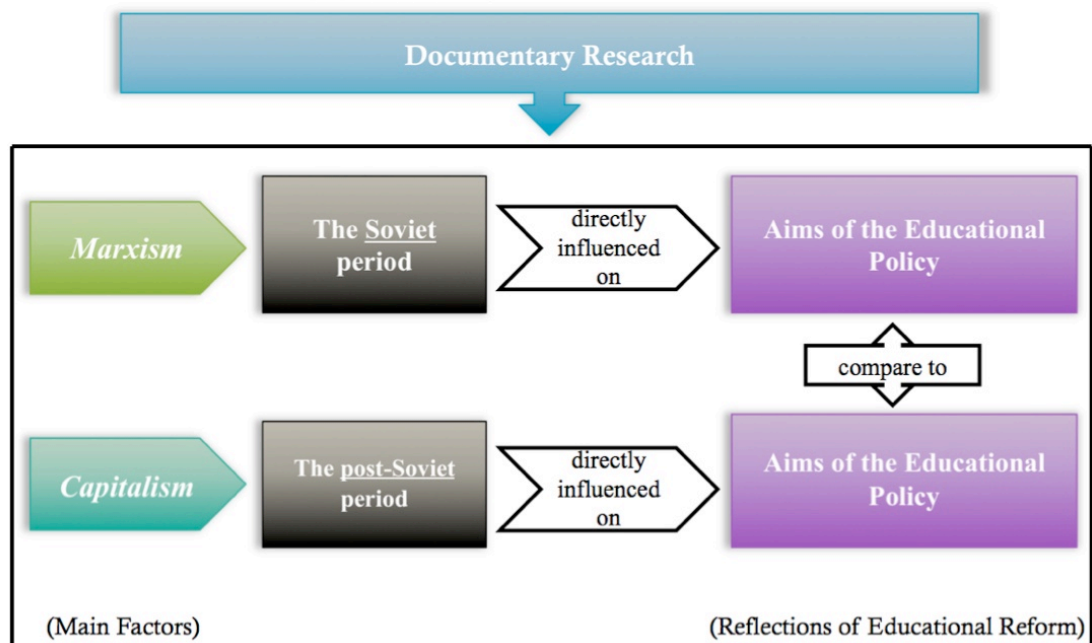 Documentary Research
Marxism
The Soviet
period
directly
influenced
on
Aims of the Educational
Policy
compare to
Capitalism
The post-Soviet
period
directly
influenced
on
Aims of the Educational
Policy
(Main Factors)
(Reflections of Educational Reform)